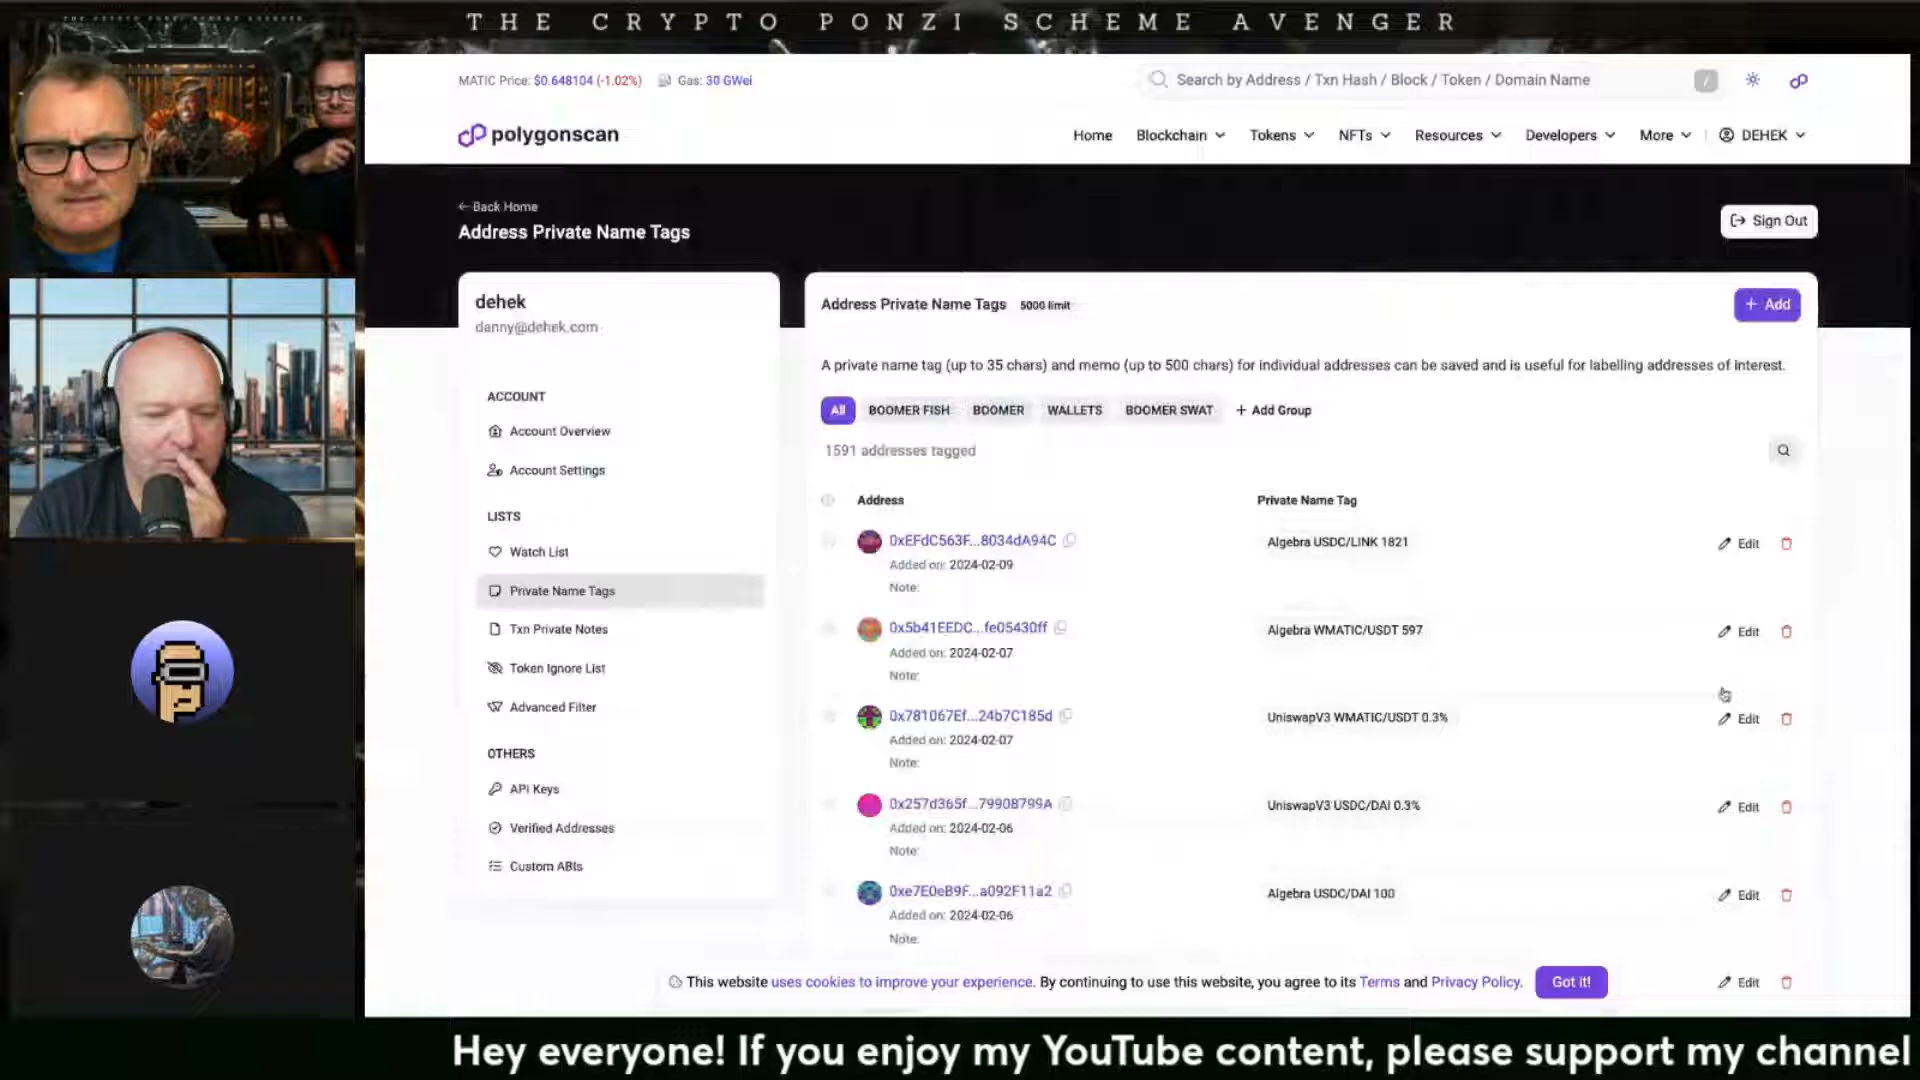 THE CRYPTO PONZI SCHEME AVENGER
MATIC Price: $0.648104 (-1.02%) Gas: 30 GWei
Search by Address / Txn Hash / Block / Token / Domain Name
/
polygonscan
Home Blockchain Tokens NFTs Resources Developers More DEHEK
Back Home
Address Private Name Tags
Sign Out
dehek
danny@dehek.com
ACCOUNT
Account Overview
Account Settings
LISTS
Watch List
Private Name Tags
Txn Private Notes
Token Ignore List
Advanced Filter
OTHERS
API Keys
Verified Addresses
Custom ABIs
Address Private Name Tags 5000 limit
+ Add
A private name tag (up to 35 chars) and memo (up to 500 chars) for individual addresses can be saved and is useful for labelling addresses of interest.
All BOOMER FISH BOOMER WALLETS BOOMER SWAT + Add Group
1591 addresses tagged
Address Private Name Tag
0xEFdC563F...8034dA94C Algebra USDC/LINK 1821 Edit
Added on: 2024-02-09
Note:
0x5b41EEDC...fe05430ff Algebra WMATIC/USDT 597 Edit
Added on: 2024-02-07
Note:
0x781067Ef...24b7C185d UniswapV3 WMATIC/USDT 0.3% Edit
Added on: 2024-02-07
Note:
0x257d365f...79908799A UniswapV3 USDC/DAI 0.3% Edit
Added on: 2024-02-06
Note:
0xe7E0eB9F...a092F11a2 Algebra USDC/DAI 100 Edit
Added on: 2024-02-06
Note:
This website uses cookies to improve your experience. By continuing to use this website, you agree to its Terms and Privacy Policy. Got it! Edit
Hey everyone! If you enjoy my YouTube content, please support my channel